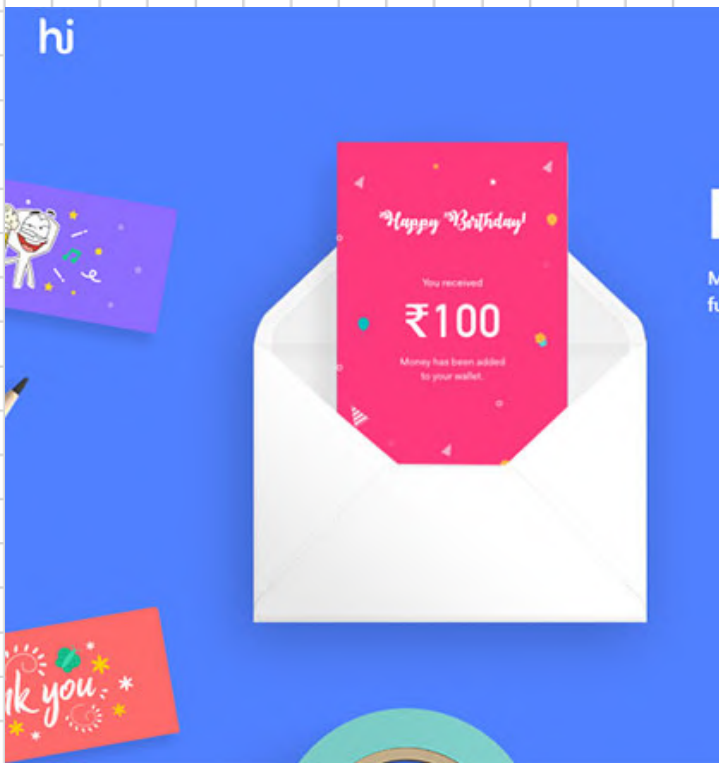 hi
Happy Birthday!
You received
₹100
Money has been added
to your wallet.
you